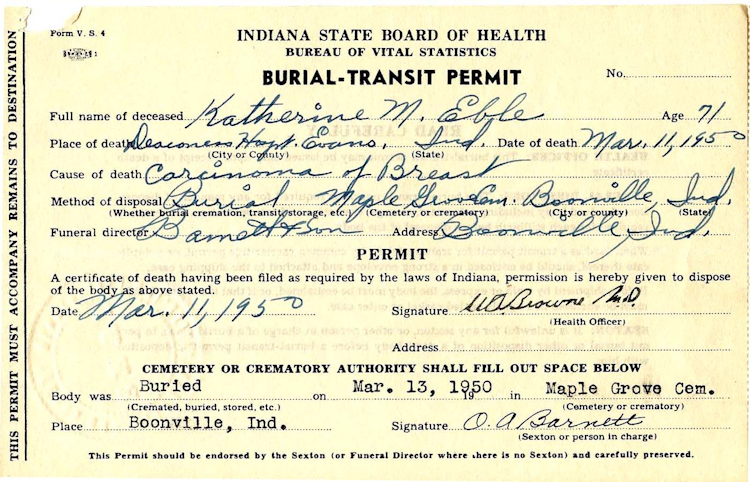 Form V. S. 4
INDIANA STATE BOARD OF HEALTH
BUREAU OF VITAL STATISTICS
BURIAL-TRANSIT PERMIT
No.
Full name of deceased Katherine M. Eble Age 71
Place of death Deaconess Hospt. Evans. Ind. Date of death Mar. 11, 1950
(City or County) (State)
Cause of death Carcinoma of Breast
Method of disposal Burial Maple Grove Cem. Boonville, Ind.
(Whether burial cremation, transit, storage, etc.) (Cemetery or crematory) (City or county) (State)
Funeral director Barnett & Son Address Boonville, Ind.
PERMIT
A certificate of death having been filed as required by the laws of Indiana, permission is hereby given to dispose
of the body as above stated.
Date Mar. 11, 1950 Signature Browne M.D.
(Health Officer)
Address
CEMETERY OR CREMATORY AUTHORITY SHALL FILL OUT SPACE BELOW
Body was Buried on Mar. 13, 1950 19 in Maple Grove Cem.
(Cremated, buried, stored, etc.) (Cemetery or crematory)
Place Boonville, Ind. Signature O. A Barnett
(Sexton or person in charge)
This Permit should be endorsed by the Sexton (or Funeral Director where there is no Sexton) and carefully preserved.
THIS PERMIT MUST ACCOMPANY REMAINS TO DESTINATION